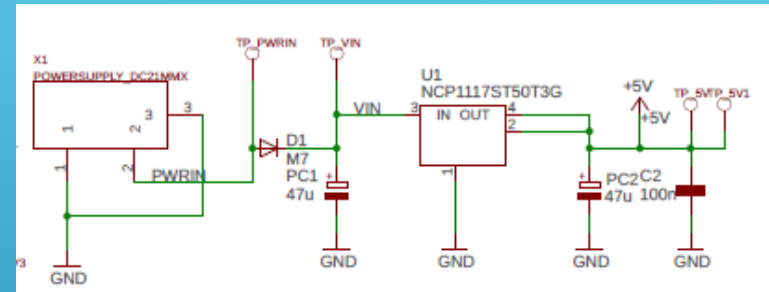 X1
POWERSUPPLY_DC21MMX
1
2
3
3
1
2
PWRIN
GND
TP_PWRIN
TP_VIN
D1
M7
PC1
47u
+
GND
VIN
U1
NCP1117ST50T3G
3
IN OUT
4
2
1
GND
+5V
+5V
TP_5V
TP_5V1
+
PC2
47u
GND
C2
100n
GND